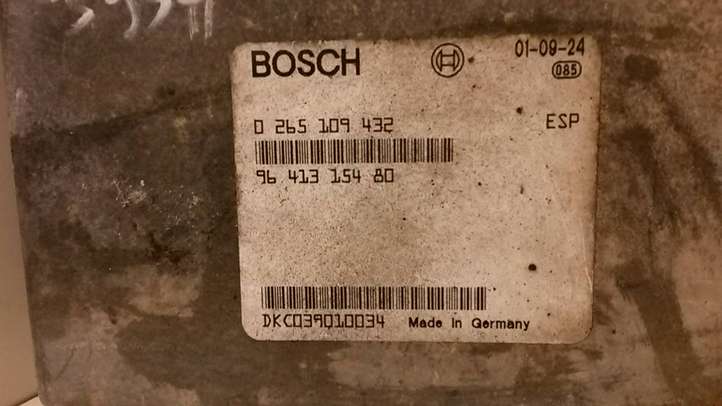 BOSCH
01-09-24
085
0 265 109 432
ESP
96 413 154 80
DKC039010034 Made in Germany